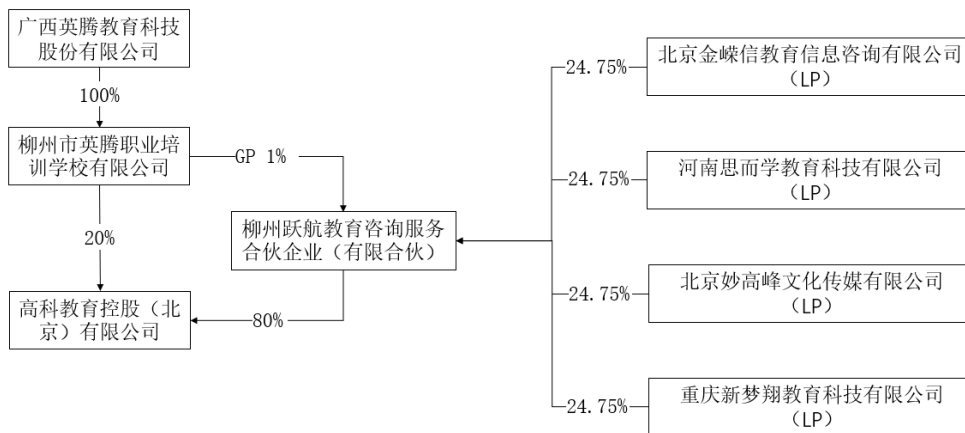 广西英腾教育科技
股份有限公司
100%
柳州市英腾职业培
训学校有限公司
GP 1%
20%
柳州跃航教育咨询服务
合伙企业（有限合伙）
高科教育控股（北
京）有限公司
80%
24.75%
北京金嵘信教育信息咨询有限公司
（LP）
24.75%
河南思而学教育科技有限公司
（LP）
24.75%
北京妙高峰文化传媒有限公司
（LP）
24.75%
重庆新梦翔教育科技有限公司
（LP）